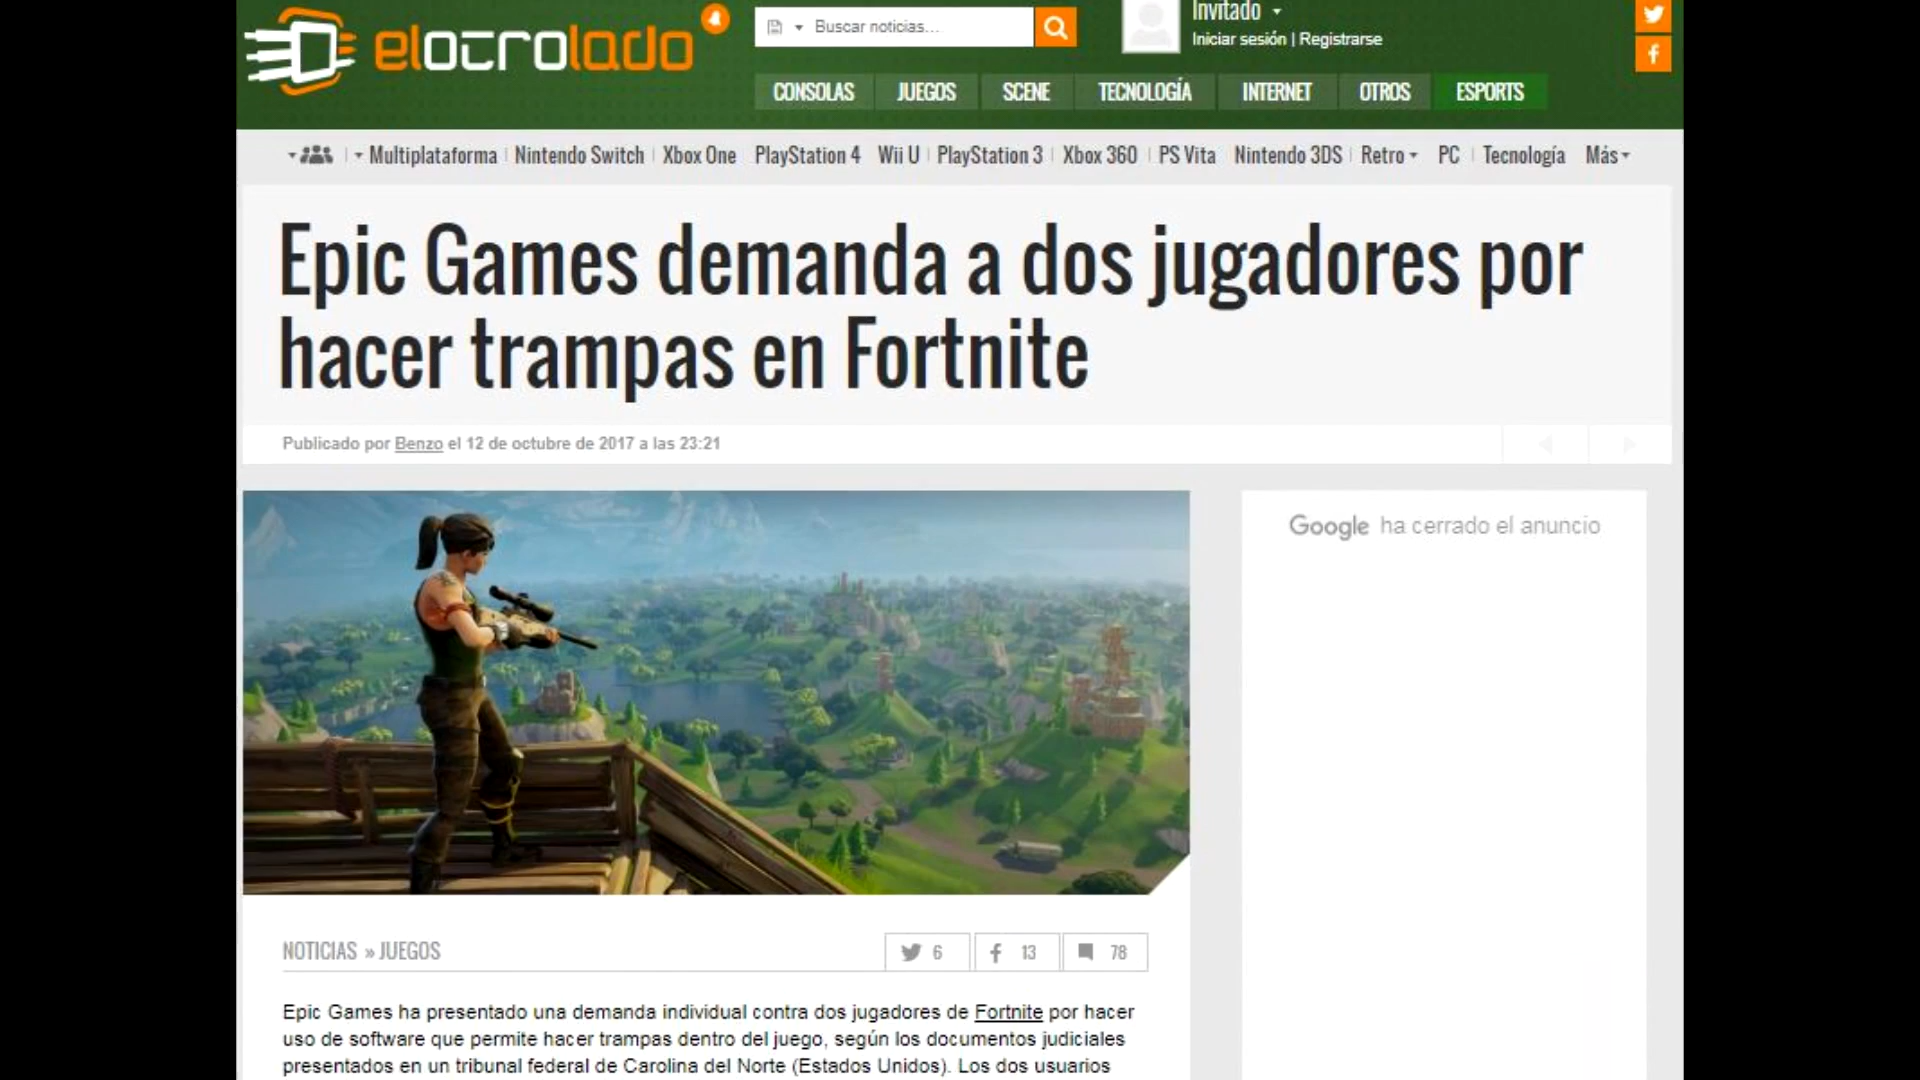 elotrolado
Buscar noticias...
Invitado
Iniciar sesión | Registrarse
CONSOLAS JUEGOS SCENE TECNOLOGÍA INTERNET OTROS ESPORTS
Multiplataforma Nintendo Switch Xbox One PlayStation 4 Wii U PlayStation 3 Xbox 360 PS Vita Nintendo 3DS Retro PC Tecnología Más
Epic Games demanda a dos jugadores por
hacer trampas en Fortnite
Publicado por Benzo el 12 de octubre de 2017 a las 23:21
Google ha cerrado el anuncio
NOTICIAS » JUEGOS
6 13 78
Epic Games ha presentado una demanda individual contra dos jugadores de Fortnite por hacer
uso de software que permite hacer trampas dentro del juego, según los documentos judiciales
presentados en un tribunal federal de Carolina del Norte (Estados Unidos). Los dos usuarios